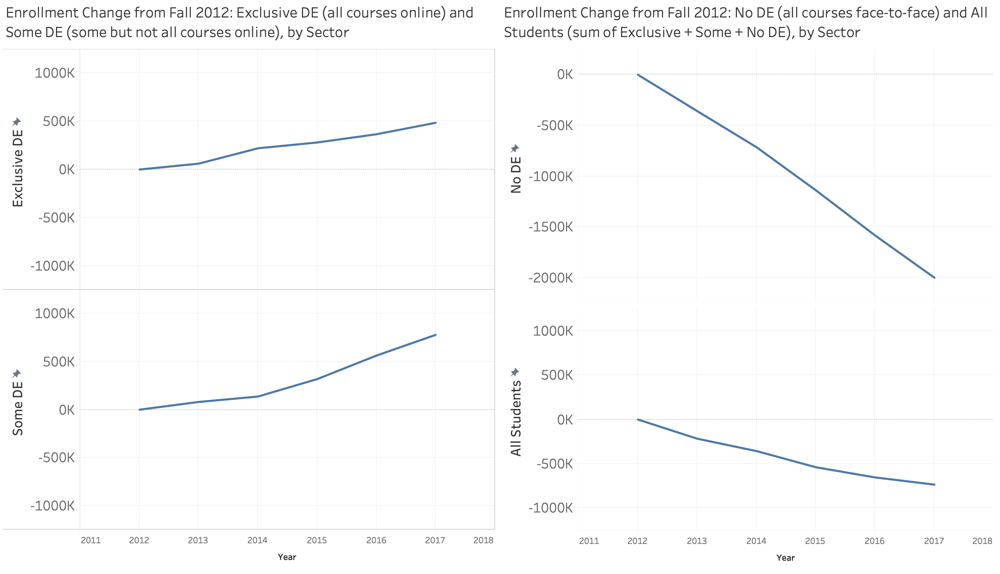 Enrollment Change from Fall 2012: Exclusive DE (all courses online) and
Some DE (some but not all courses online), by Sector
1000K
500K
0K
-500K
-1000K
Exclusive DE
1000K
500K
0K
-500K
-1000K
Some DE
2011 2012 2013 2014 2015 2016 2017 2018
Year
Enrollment Change from Fall 2012: No DE (all courses face-to-face) and All
Students (sum of Exclusive + Some + No DE), by Sector
0K
-500K
-1000K
-1500K
-2000K
No DE
1000K
500K
0K
-500K
-1000K
All Students
2011 2012 2013 2014 2015 2016 2017 2018
Year